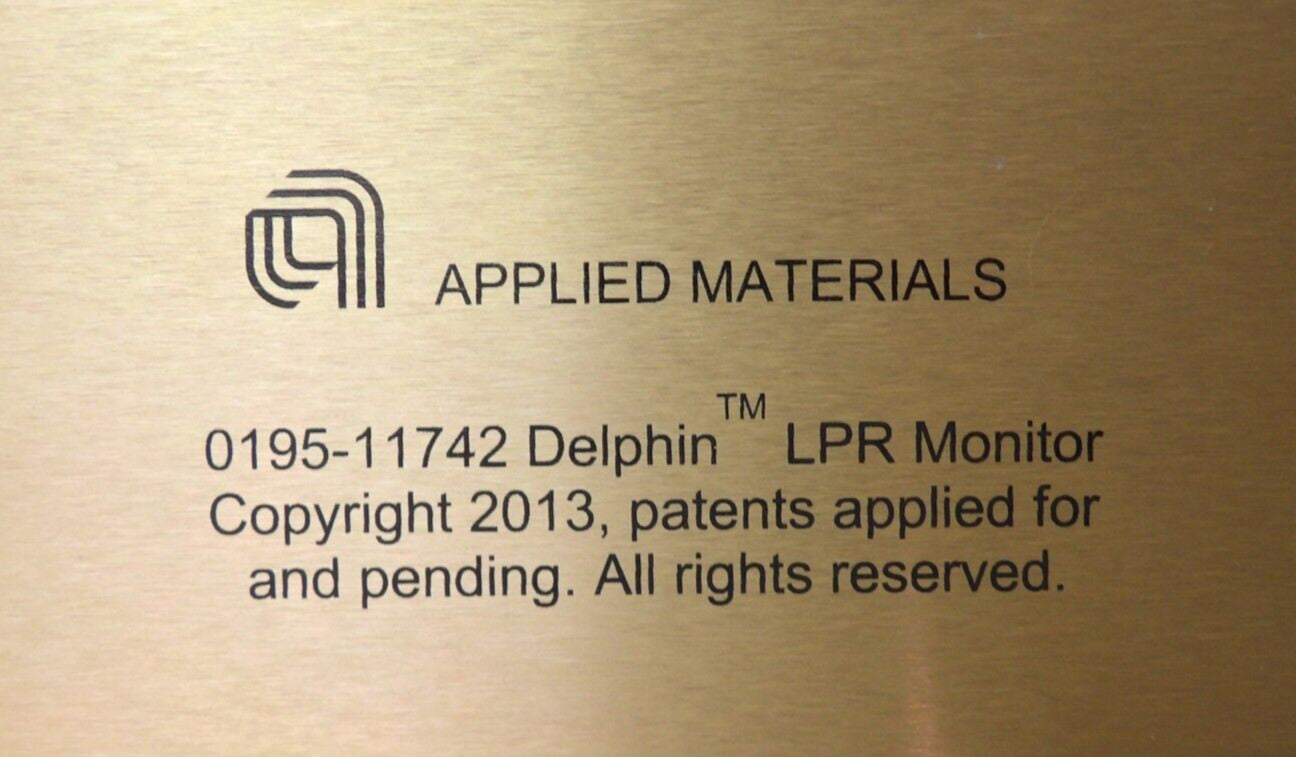 APPLIED MATERIALS
0195-11742 Delphin™ LPR Monitor
Copyright 2013, patents applied for
and pending. All rights reserved.